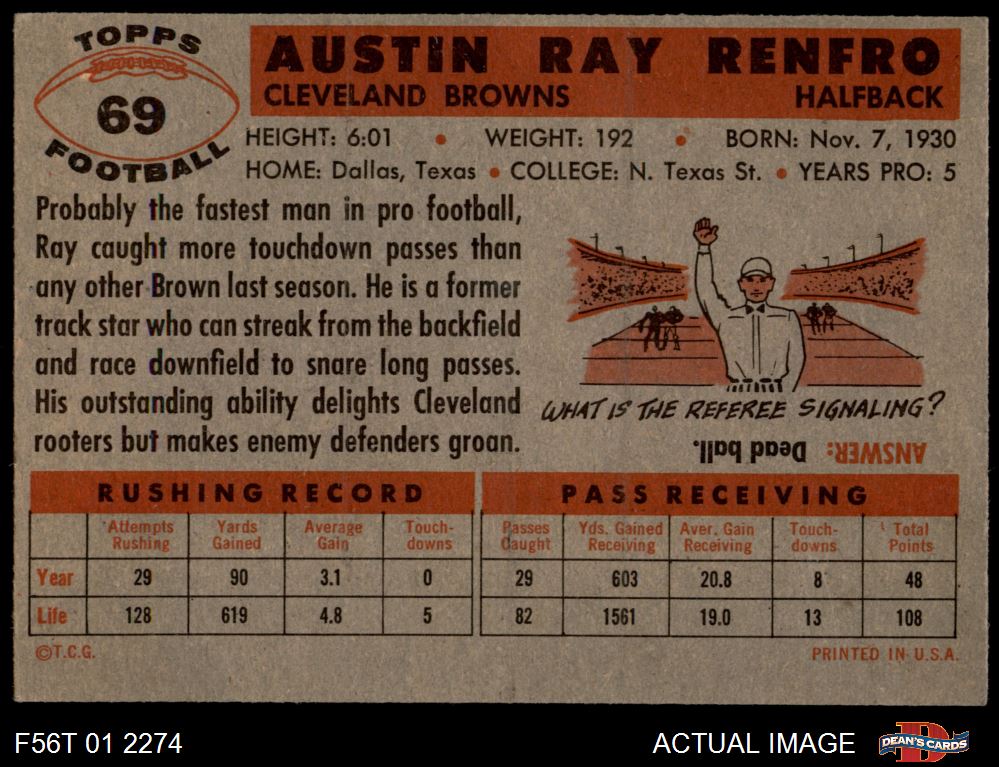 TOPPS
69
FOOTBALL
AUSTIN RAY RENFRO
CLEVELAND BROWNS HALFBACK
HEIGHT: 6:01 • WEIGHT: 192 • BORN: Nov. 7, 1930
HOME: Dallas, Texas • COLLEGE: N. Texas St. • YEARS PRO: 5
Probably the fastest man in pro football,
Ray caught more touchdown passes than
any other Brown last season. He is a former
track star who can streak from the backfield
and race downfield to snare long passes.
His outstanding ability delights Cleveland
rooters but makes enemy defenders groan.
WHAT IS THE REFEREE SIGNALING?
ANSWER: Dead ball.
RUSHING RECORD
Attempts Rushing Yards Gained Average Gain Touch-downs
Year 29 90 3.1 0
Life 128 619 4.8 5
PASS RECEIVING
Passes Caught Yds. Gained Receiving Aver. Gain Receiving Touch-downs Total Points
29 603 20.8 8 48
82 1561 19.0 13 108
©T.C.G. PRINTED IN U.S.A.
F56T 01 2274 ACTUAL IMAGE DEAN'S CARDS